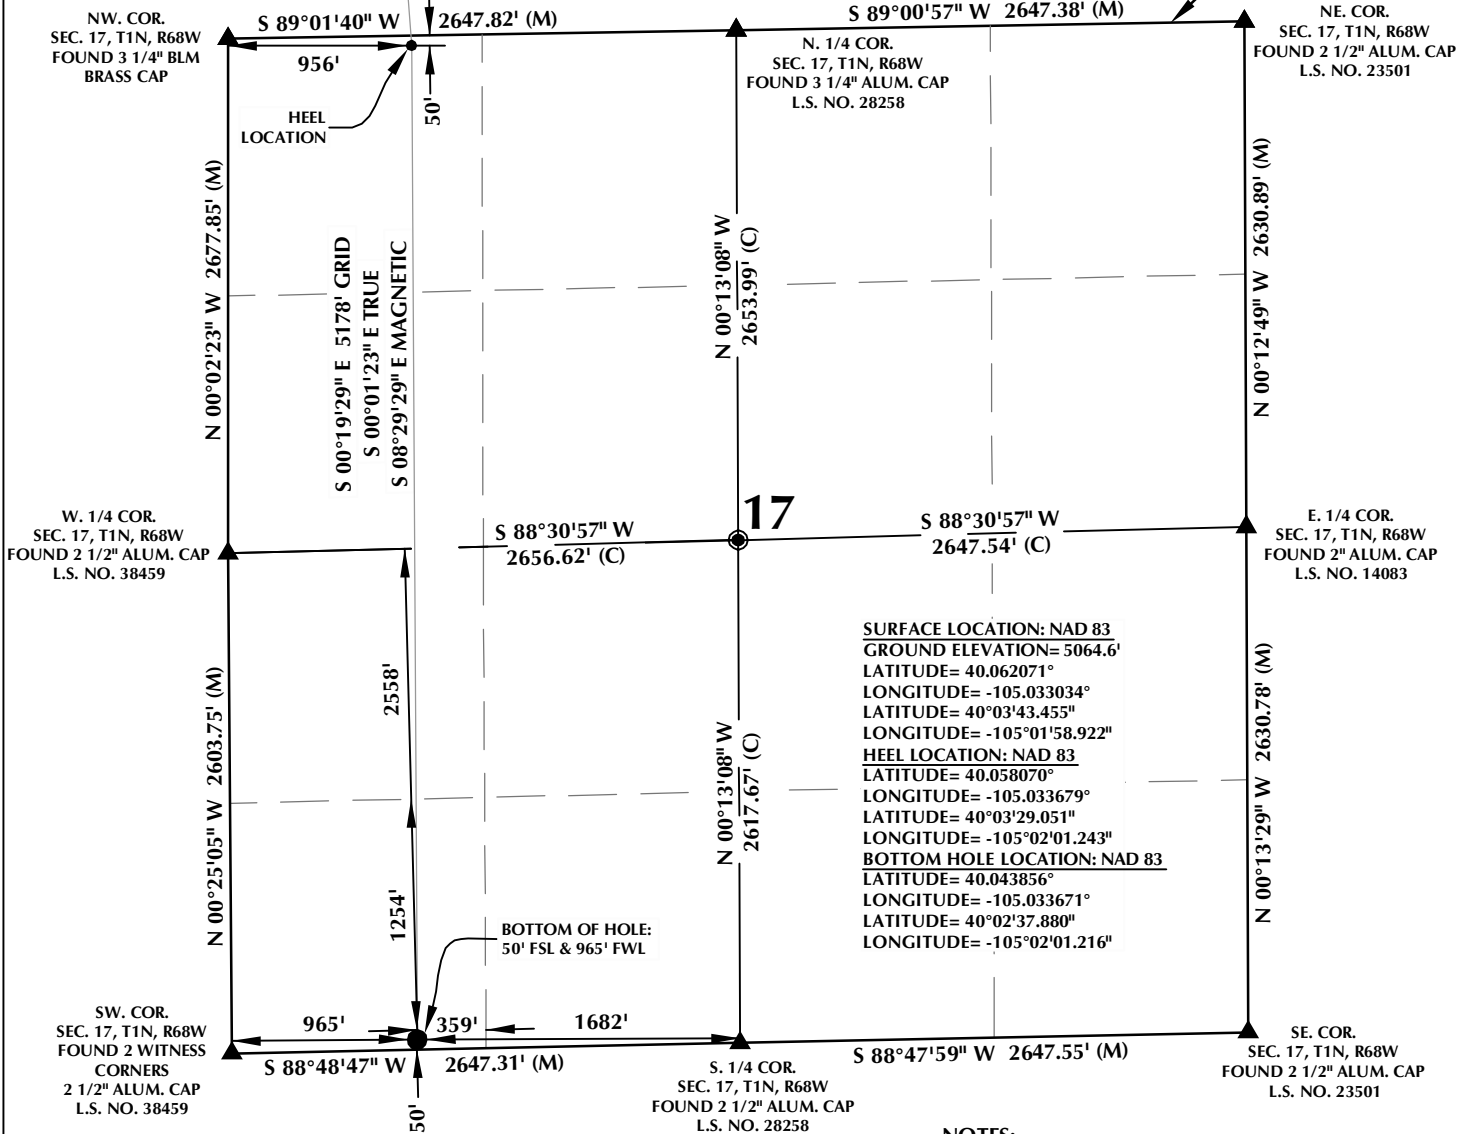 NW. COR.
SEC. 17, T1N, R68W
FOUND 3 1/4" BLM
BRASS CAP
S 89°01'40" W 2647.82' (M)
S 89°00'57" W 2647.38' (M)
NE. COR.
SEC. 17, T1N, R68W
FOUND 2 1/2" ALUM. CAP
L.S. NO. 23501
956'
50'
HEEL
LOCATION
N. 1/4 COR.
SEC. 17, T1N, R68W
FOUND 3 1/4" ALUM. CAP
L.S. NO. 28258
N 00°02'23" W 2677.85' (M)
S 00°19'29" E 5178' GRID
S 00°01'23" E TRUE
S 08°29'29" E MAGNETIC
N 00°13'08" W
2653.99' (C)
N 00°12'49" W 2630.89' (M)
W. 1/4 COR.
SEC. 17, T1N, R68W
FOUND 2 1/2" ALUM. CAP
L.S. NO. 38459
S 88°30'57" W
2656.62' (C)
17
S 88°30'57" W
2647.54' (C)
E. 1/4 COR.
SEC. 17, T1N, R68W
FOUND 2" ALUM. CAP
L.S. NO. 14083
N 00°25'05" W 2603.75' (M)
2558'
1254'
N 00°13'08" W
2617.67' (C)
SURFACE LOCATION: NAD 83
GROUND ELEVATION= 5064.6'
LATITUDE= 40.062071°
LONGITUDE= -105.033034°
LATITUDE= 40°03'43.455"
LONGITUDE= -105°01'58.922"
HEEL LOCATION: NAD 83
LATITUDE= 40.058070°
LONGITUDE= -105.033679°
LATITUDE= 40°03'29.051"
LONGITUDE= -105°02'01.243"
BOTTOM HOLE LOCATION: NAD 83
LATITUDE= 40.043856°
LONGITUDE= -105.033671°
LATITUDE= 40°02'37.880"
LONGITUDE= -105°02'01.216"
N 00°13'29" W 2630.78' (M)
BOTTOM OF HOLE:
50' FSL & 965' FWL
SW. COR.
SEC. 17, T1N, R68W
FOUND 2 WITNESS
CORNERS
2 1/2" ALUM. CAP
L.S. NO. 38459
965'
359'
1682'
S 88°48'47" W 2647.31' (M)
50'
S. 1/4 COR.
SEC. 17, T1N, R68W
FOUND 2 1/2" ALUM. CAP
L.S. NO. 28258
S 88°47'59" W 2647.55' (M)
SE. COR.
SEC. 17, T1N, R68W
FOUND 2 1/2" ALUM. CAP
L.S. NO. 23501
NOTES: